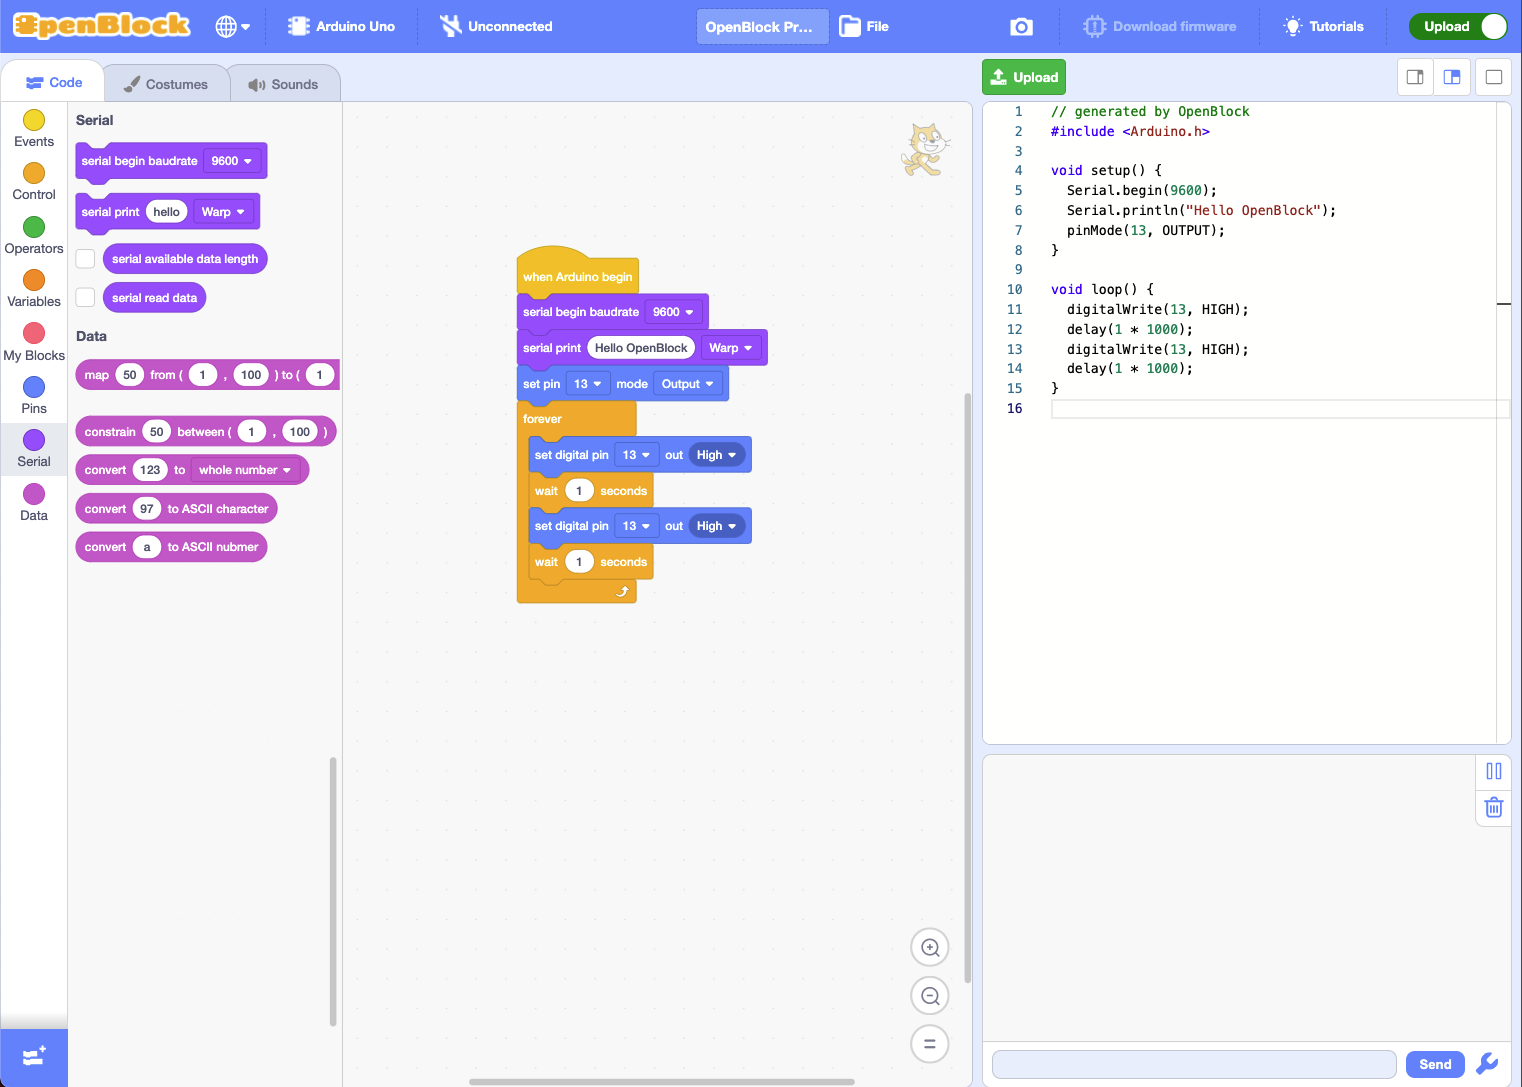 OpenBlock
Arduino Uno
Unconnected
OpenBlock Pr...
File
Download firmware
Tutorials
Upload
Code
Costumes
Sounds
Upload
Events
Control
Operators
Variables
My Blocks
Pins
Serial
Data
Serial
serial begin baudrate 9600
serial print hello Warp
serial available data length
serial read data
Data
map 50 from ( 1 , 100 ) to ( 1
constrain 50 between ( 1 , 100 )
convert 123 to whole number
convert 97 to ASCII character
convert a to ASCII nubmer
when Arduino begin
serial begin baudrate 9600
serial print Hello OpenBlock Warp
set pin 13 mode Output
forever
set digital pin 13 out High
wait 1 seconds
set digital pin 13 out High
wait 1 seconds
1 // generated by OpenBlock
2 #include <Arduino.h>
3
4 void setup() {
5 Serial.begin(9600);
6 Serial.println("Hello OpenBlock");
7 pinMode(13, OUTPUT);
8 }
9
10 void loop() {
11 digitalWrite(13, HIGH);
12 delay(1 * 1000);
13 digitalWrite(13, HIGH);
14 delay(1 * 1000);
15 }
16
Send